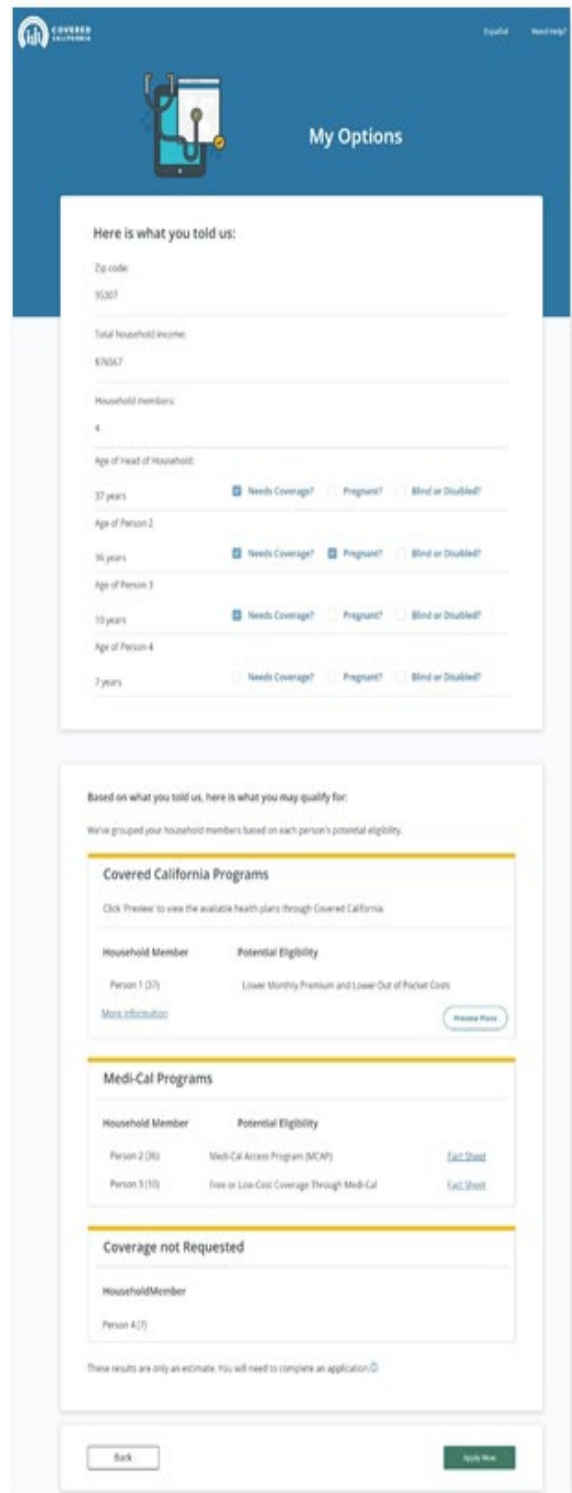 COVERED
CALIFORNIA
Español Need Help?
My Options
Here is what you told us:
Zip code:
95307
Total household income:
$76567
Household members:
4
Age of Head of Household:
37 years Needs Coverage? Pregnant? Blind or Disabled?
Age of Person 2
36 years Needs Coverage? Pregnant? Blind or Disabled?
Age of Person 3
10 years Needs Coverage? Pregnant? Blind or Disabled?
Age of Person 4
7 years Needs Coverage? Pregnant? Blind or Disabled?
Based on what you told us, here is what you may qualify for:
We've grouped your household members based on each person's potential eligibility.
Covered California Programs
Click 'Preview' to view the available health plans through Covered California.
Household Member Potential Eligibility
Person 1 (37) Lower Monthly Premium and Lower Out of Pocket Costs
More Information Preview Plans
Medi-Cal Programs
Household Member Potential Eligibility
Person 2 (36) Medi-Cal Access Program (MCAP) Fact Sheet
Person 3 (10) Free or Low-Cost Coverage Through Medi-Cal Fact Sheet
Coverage not Requested
HouseholdMember
Person 4 (7)
These results are only an estimate. You will need to complete an application.
Back Apply Now